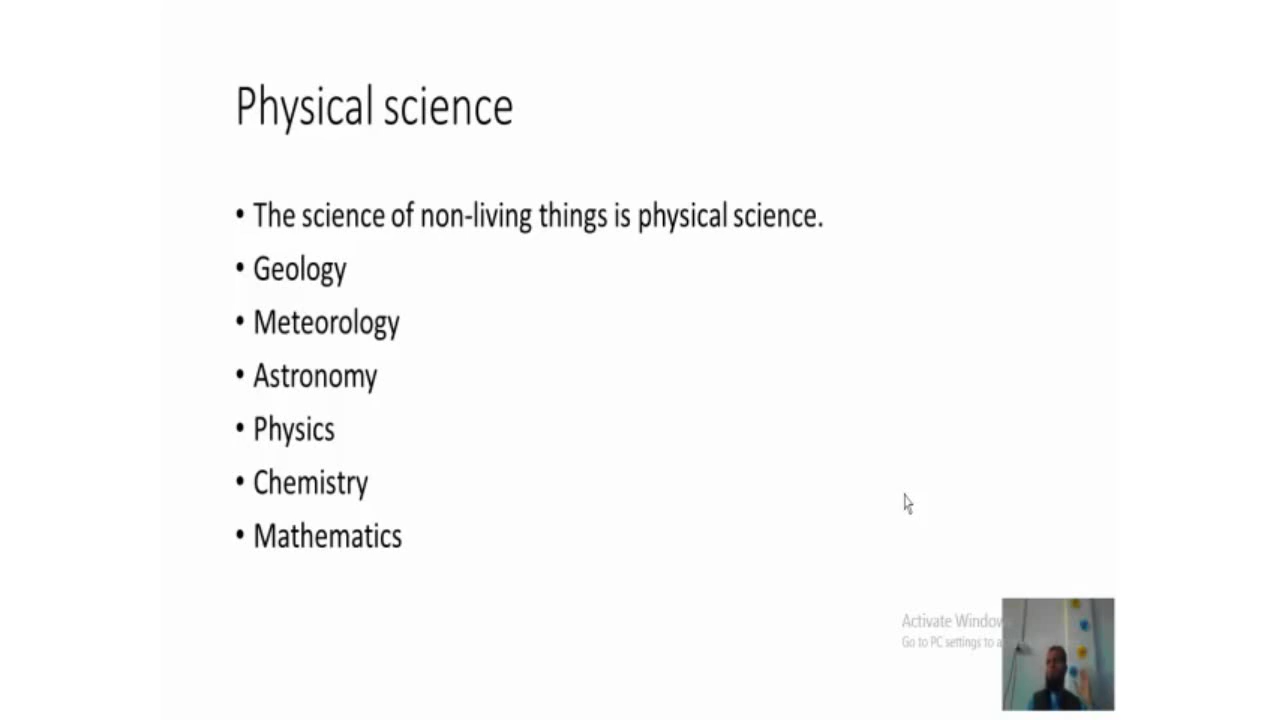 Physical science
• The science of non-living things is physical science.
• Geology
• Meteorology
• Astronomy
• Physics
• Chemistry
• Mathematics
Activate Window
Go to PC settings to a